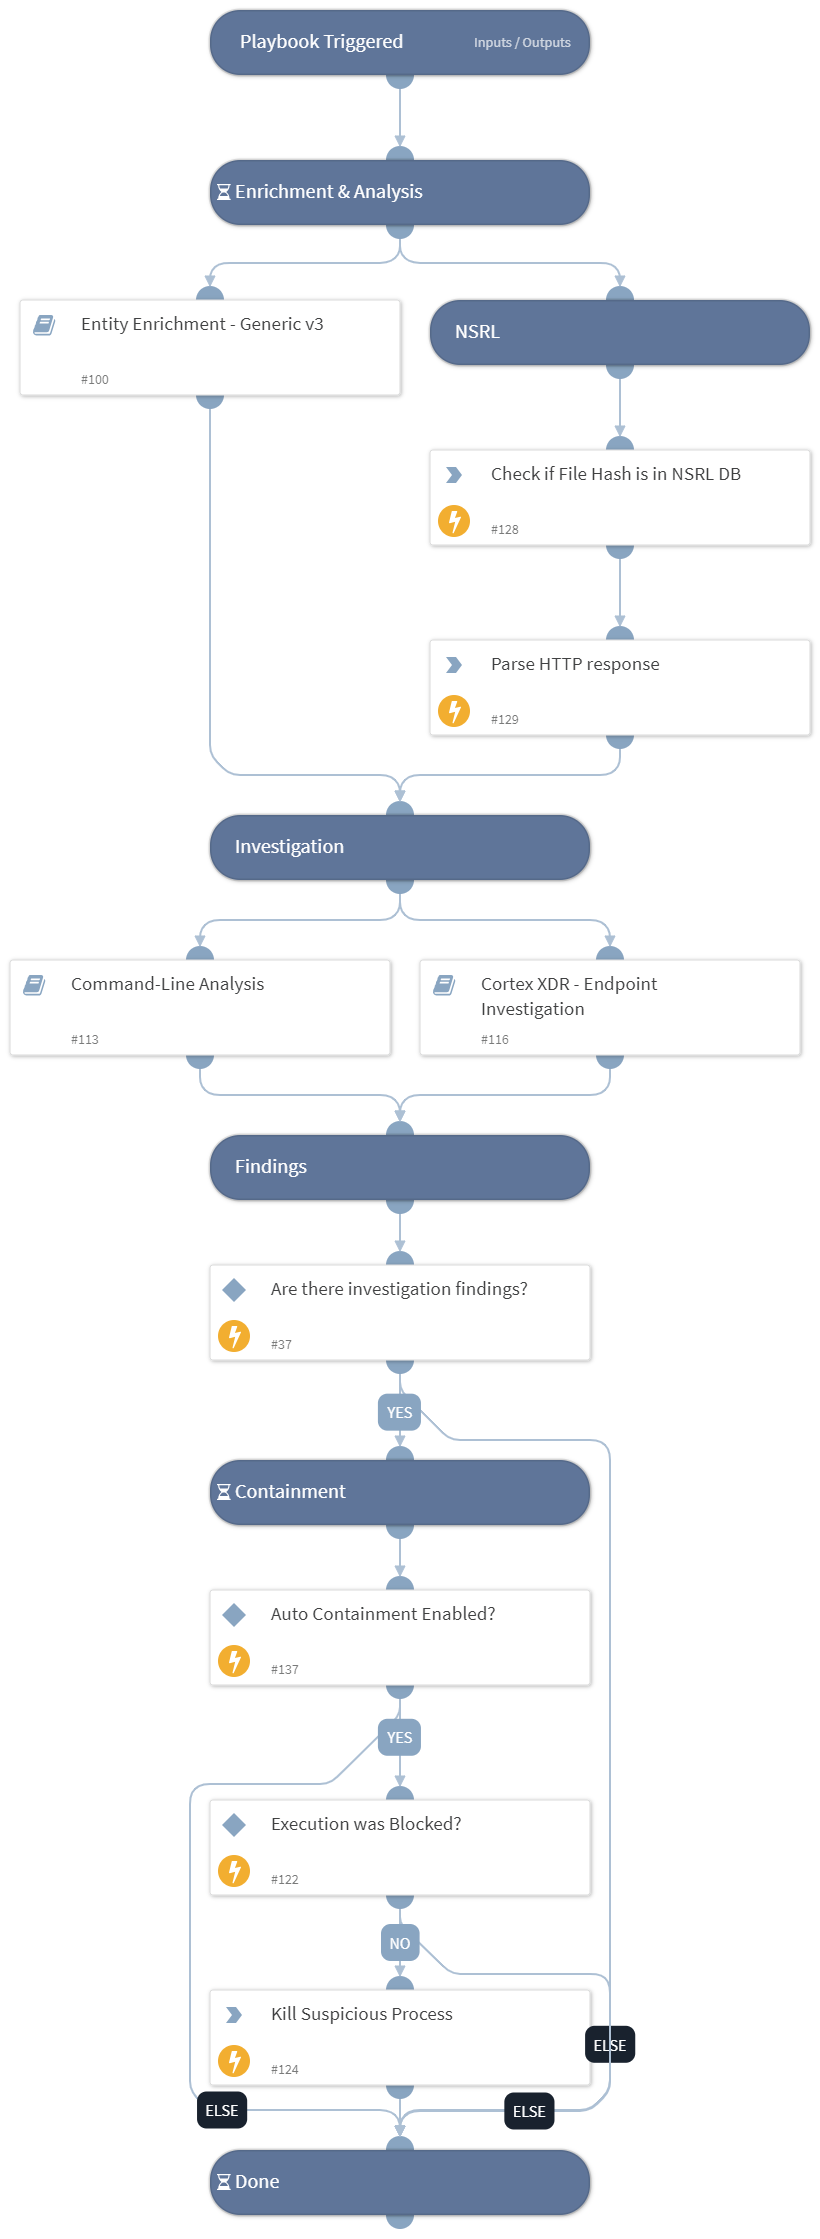 Playbook Triggered
Inputs / Outputs
Enrichment & Analysis
Entity Enrichment - Generic v3
#100
NSRL
Check if File Hash is in NSRL DB
#128
Parse HTTP response
#129
Investigation
Command-Line Analysis
#113
Cortex XDR - Endpoint
Investigation
#116
Findings
Are there investigation findings?
#37
YES
Containment
Auto Containment Enabled?
#137
YES
Execution was Blocked?
#122
NO
Kill Suspicious Process
#124
ELSE
ELSE
ELSE
Done